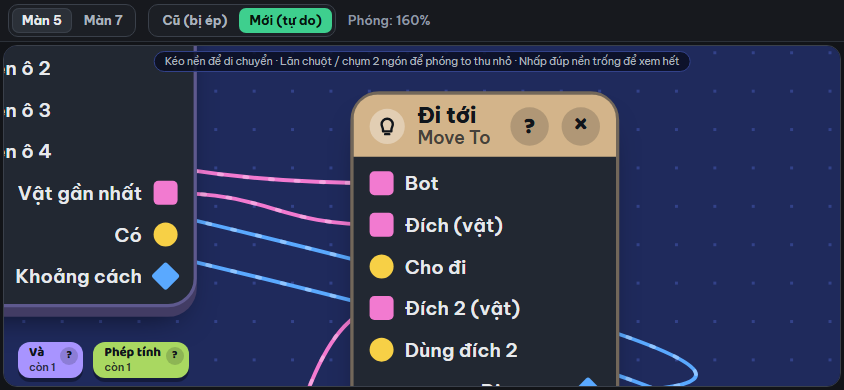 Màn 5
Màn 7
Cũ (bị ép)
Mới (tự do)
Phóng: 160%
Kéo nền để di chuyển · Lăn chuột / chụm 2 ngón để phóng to thu nhỏ · Nhấp đúp nền trống để xem hết
n ô 2
n ô 3
n ô 4
Vật gần nhất
Có
Khoảng cách
Đi tới
Move To
?
×
Bot
Đích (vật)
Cho đi
Đích 2 (vật)
Dùng đích 2
Và
còn 1
?
Phép tính
còn 1
?